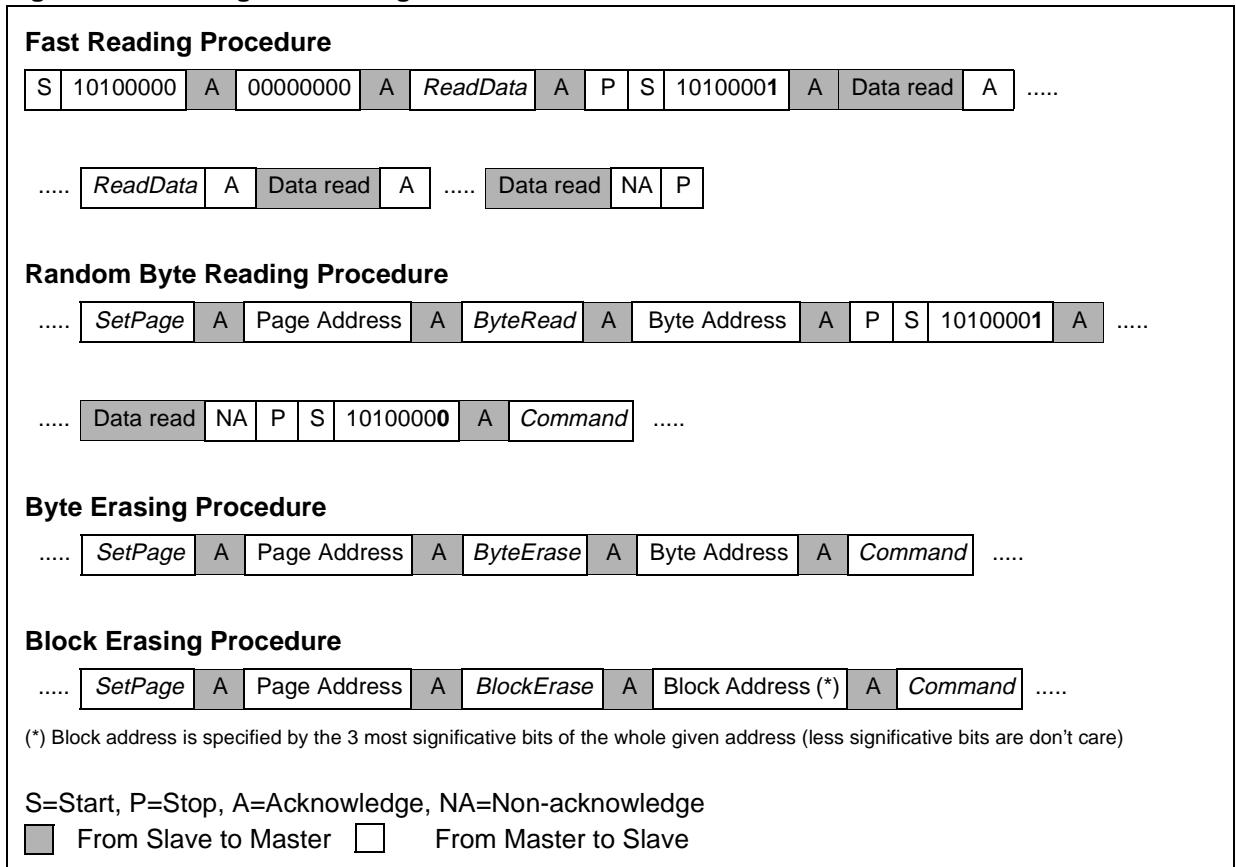 Fast Reading Procedure
S 10100000 A 00000000 A ReadData A P S 10100001 A Data read A .....
..... ReadData A Data read A ..... Data read NA P
Random Byte Reading Procedure
..... SetPage A Page Address A ByteRead A Byte Address A P S 10100001 A .....
..... Data read NA P S 10100000 A Command .....
Byte Erasing Procedure
..... SetPage A Page Address A ByteErase A Byte Address A Command .....
Block Erasing Procedure
..... SetPage A Page Address A BlockErase A Block Address (*) A Command .....
(*) Block address is specified by the 3 most significative bits of the whole given address (less significative bits are don't care)
S=Start, P=Stop, A=Acknowledge, NA=Non-acknowledge
From Slave to Master From Master to Slave